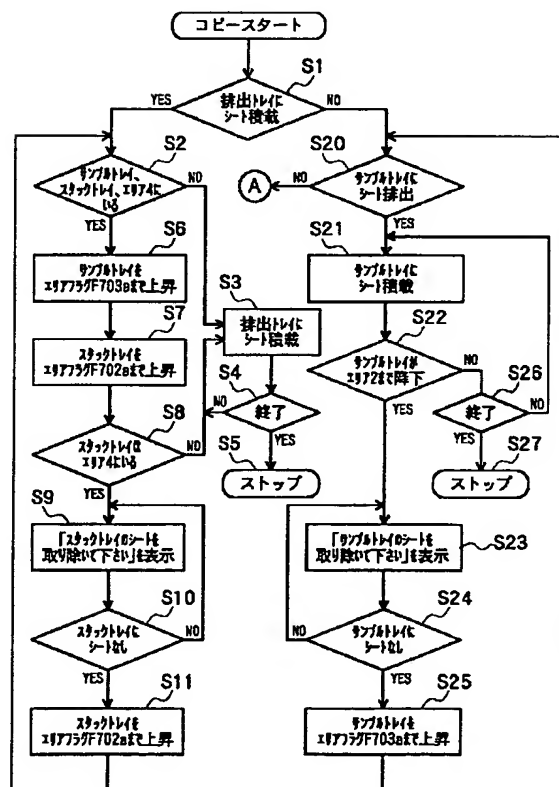 コピースタート
S1
排出トレイに
シート積載
YES
NO
S2
サンプルトレイ、
スタックトレイ、エリア4に
いる
NO
YES
S20
サンプルトレイに
シート排出
NO
A
YES
S6
サンプルトレイを
エリアフラグF703aまで上昇
S21
サンプルトレイに
シート積載
S3
排出トレイに
シート積載
S7
スタックトレイを
エリアフラグF702aまで上昇
S22
サンプルトレイが
エリア2まで降下
NO
YES
S4
終了
NO
YES
S26
終了
NO
YES
S8
スタックトレイは
エリア4にいる
NO
YES
S5
ストップ
S27
ストップ
S9
「スタックトレイのシートを
取り除いて下さい」を表示
S23
「サンプルトレイのシートを
取り除いて下さい」を表示
S10
スタックトレイに
シートなし
NO
YES
S24
サンプルトレイに
シートなし
NO
YES
S11
スタックトレイを
エリアフラグF702aまで上昇
S25
サンプルトレイを
エリアフラグF703aまで上昇